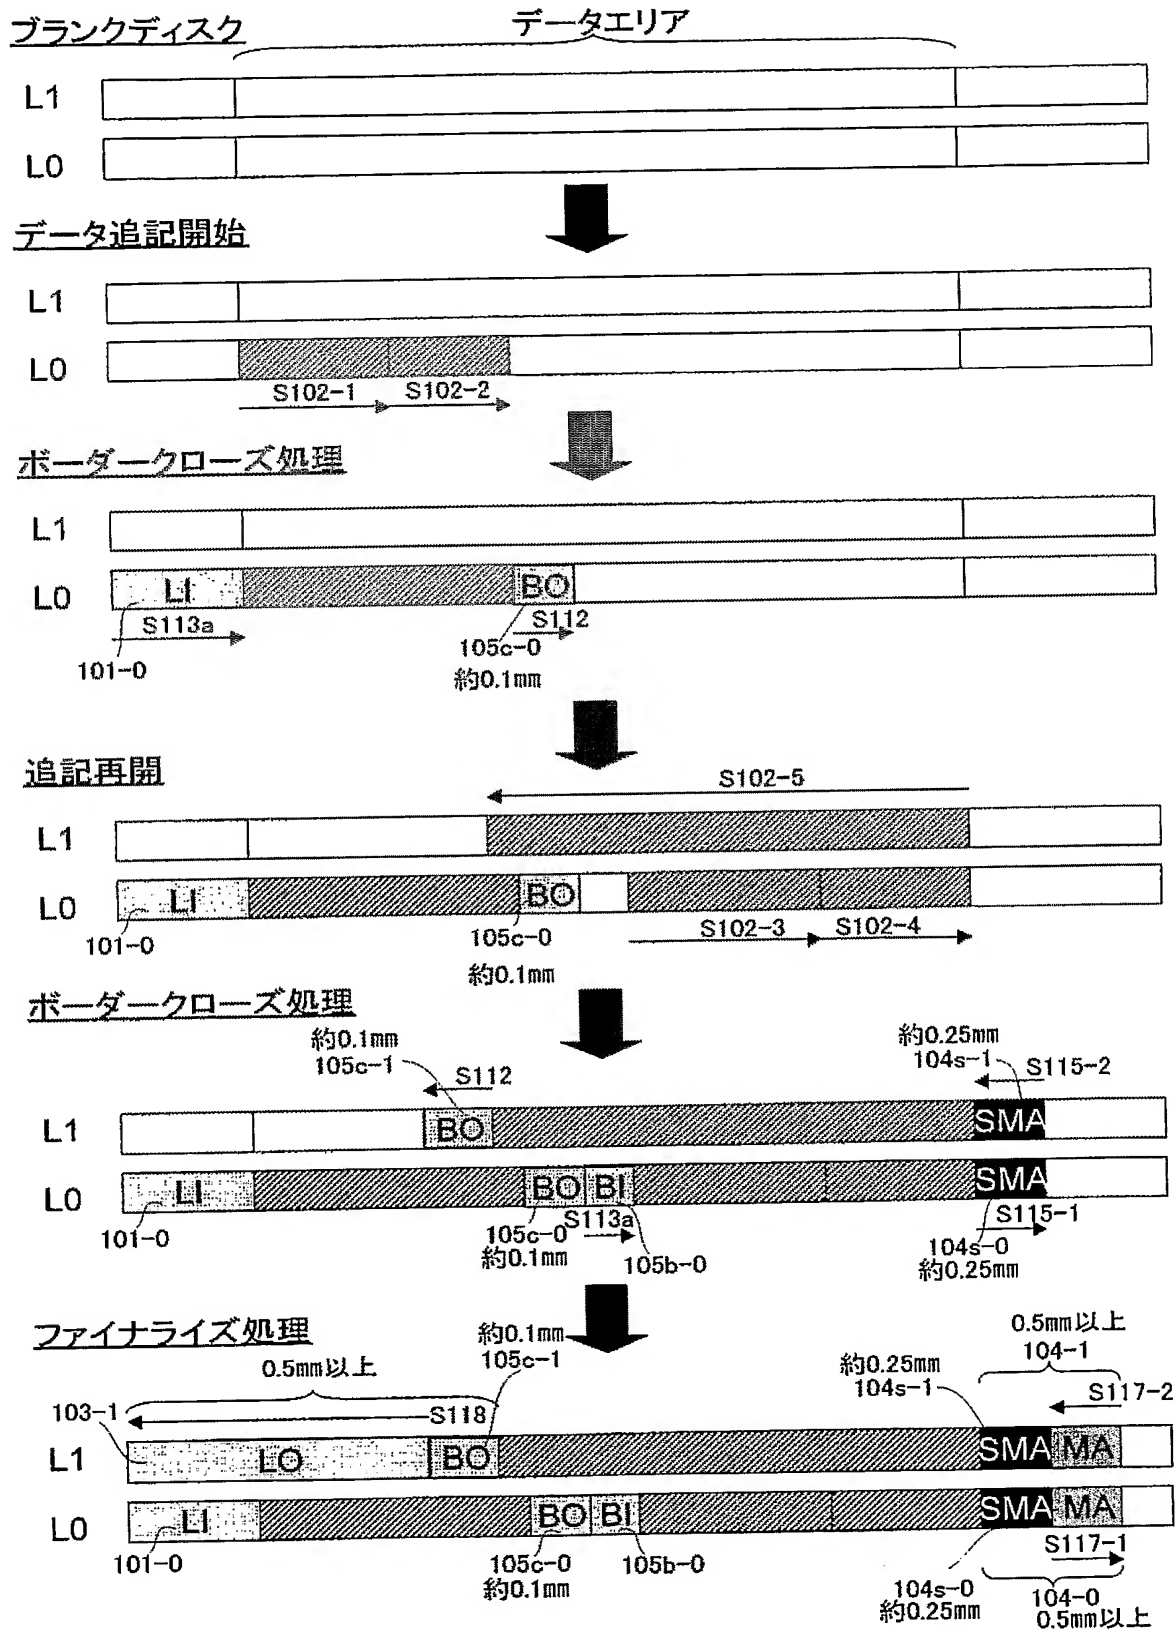 ブランクディスク
データエリア
L1
L0
データ追記開始
L1
L0
S102-1
S102-2
ボーダークローズ処理
L1
L0
LI
BO
S113a
S112
101-0
105c-0
約0.1mm
追記再開
S102-5
L1
L0
LI
BO
101-0
105c-0
約0.1mm
S102-3
S102-4
ボーダークローズ処理
約0.1mm
105c-1
S112
約0.25mm
104s-1
S115-2
L1
BO
SMA
L0
LI
BO
BI
SMA
101-0
105c-0
約0.1mm
S113a
105b-0
S115-1
104s-0
約0.25mm
ファイナライズ処理
約0.1mm
105c-1
0.5mm以上
0.5mm以上
104-1
約0.25mm
104s-1
103-1
S118
S117-2
L1
LO
BO
SMA
MA
L0
LI
BO
BI
SMA
MA
101-0
105c-0
約0.1mm
105b-0
S117-1
104s-0
約0.25mm
104-0
0.5mm以上